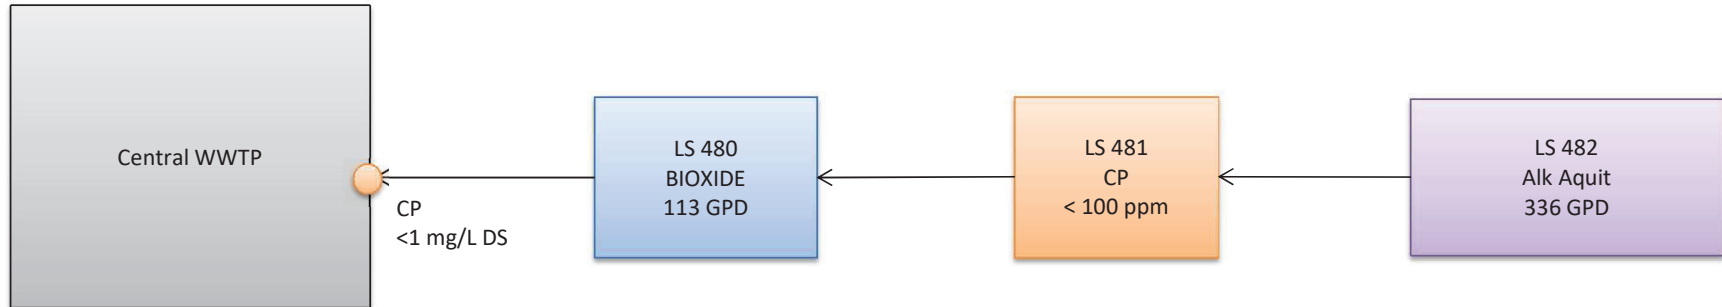 Central WWTP
CP
<1 mg/L DS
LS 480
BIOXIDE
113 GPD
LS 481
CP
< 100 ppm
LS 482
Alk Aquit
336 GPD